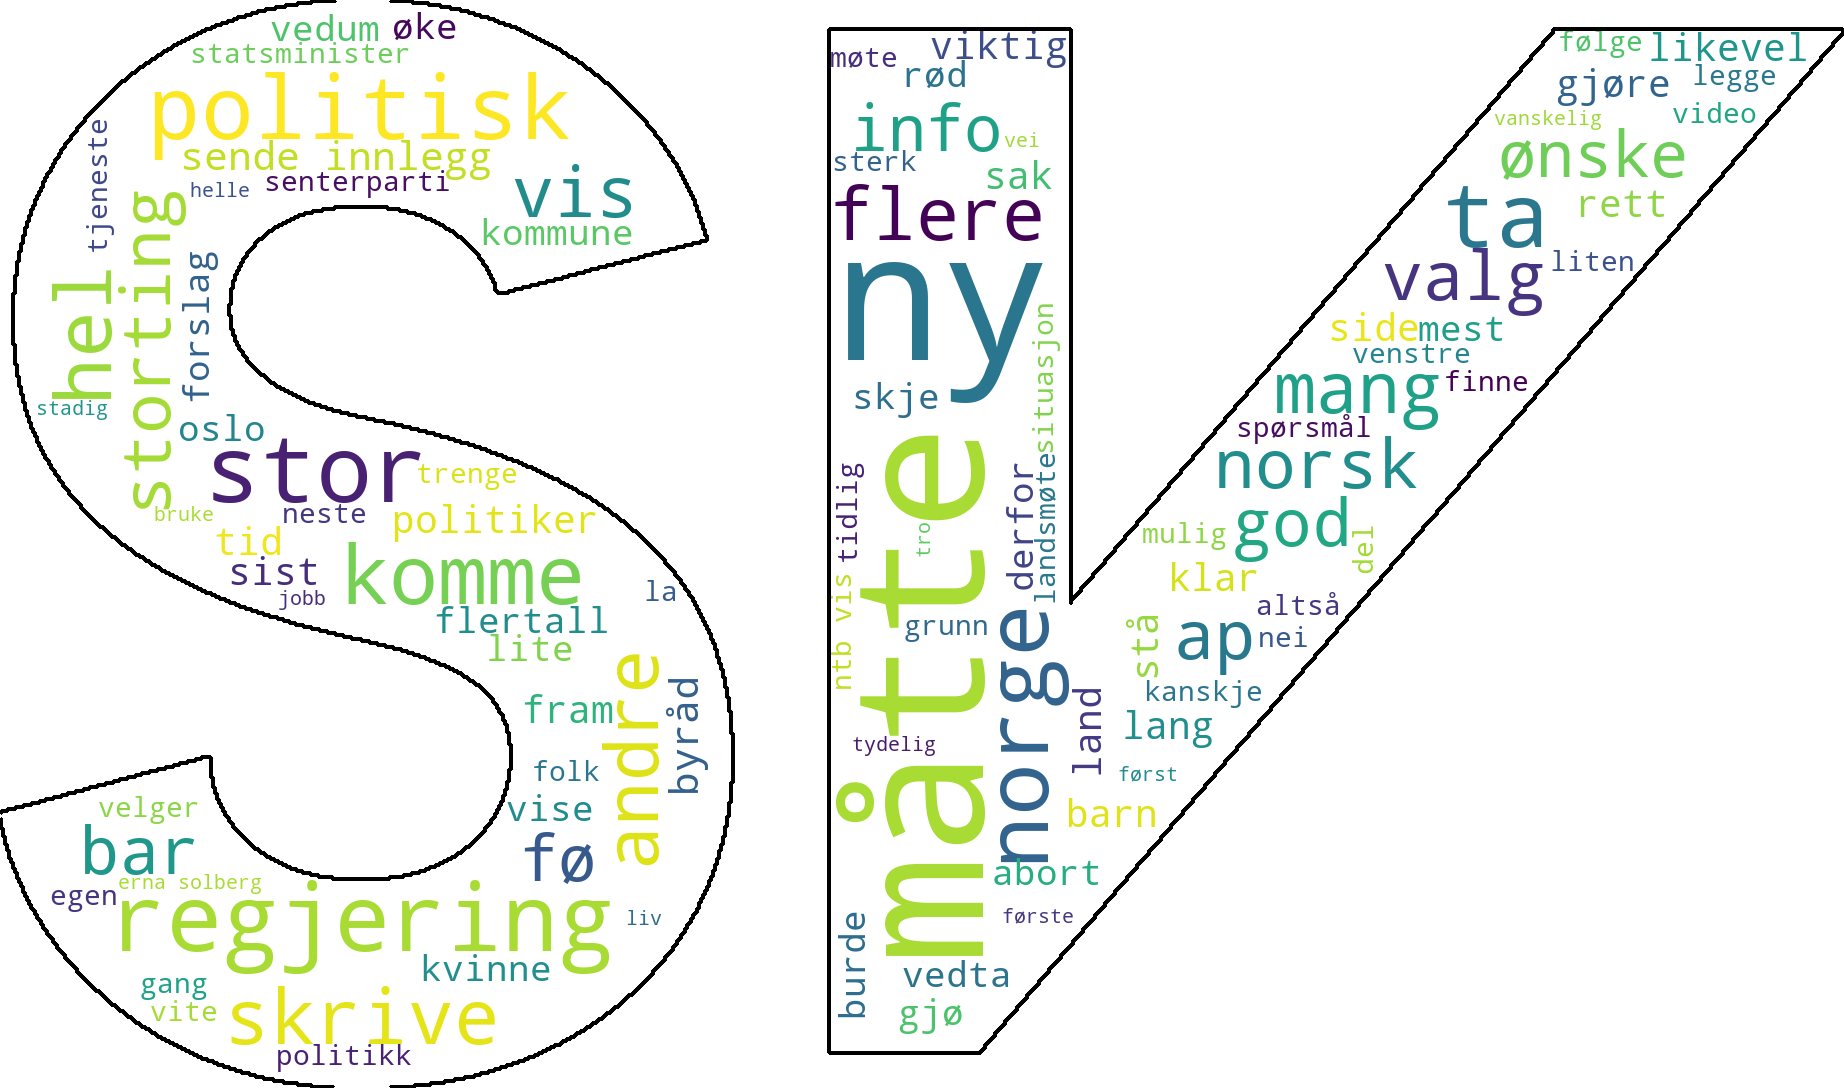 vedum
øke
statsminister
politisk
sende innlegg
helle
senterparti
vis
kommune
tjeneste
hel
storting
forslag
stadig
oslo
stor
trenge
bruke
neste
politiker
tid
sist
komme
jobb
la
flertall
lite
andre
byråd
fram
folk
vise
fø
velger
bar
egen
erna solberg
regjering
liv
kvinne
gang
vite
skrive
politikk
møte
viktig
rød
info
vei
sterk
sak
flere
ny
skje
situasjon
tidlig
tro
måtte
derfor
landsmøte
ntb vis
grunn
norge
land
tydelig
abort
første
burde
vedta
gjø
følge
likevel
gjøre
legge
vanskelig
video
ønske
ta
rett
valg
liten
side
mest
venstre
mang
finne
spørsmål
norsk
god
mulig
del
klar
altså
stå
ap
nei
kanskje
lang
først
barn